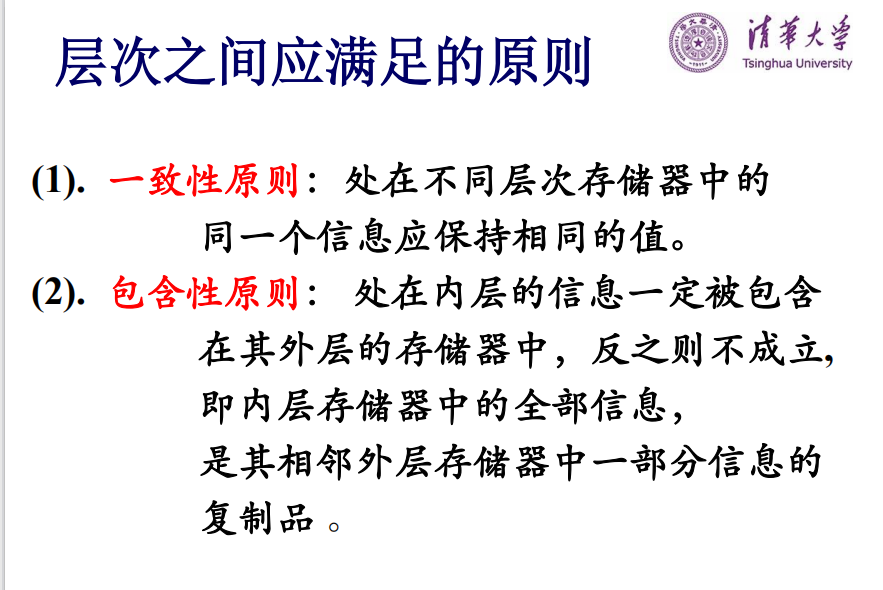 层次之间应满足的原则
清华大学
Tsinghua University
(1). 一致性原则：处在不同层次存储器中的
同一个信息应保持相同的值。
(2). 包含性原则： 处在内层的信息一定被包含
在其外层的存储器中，反之则不成立,
即内层存储器中的全部信息，
是其相邻外层存储器中一部分信息的
复制品 。